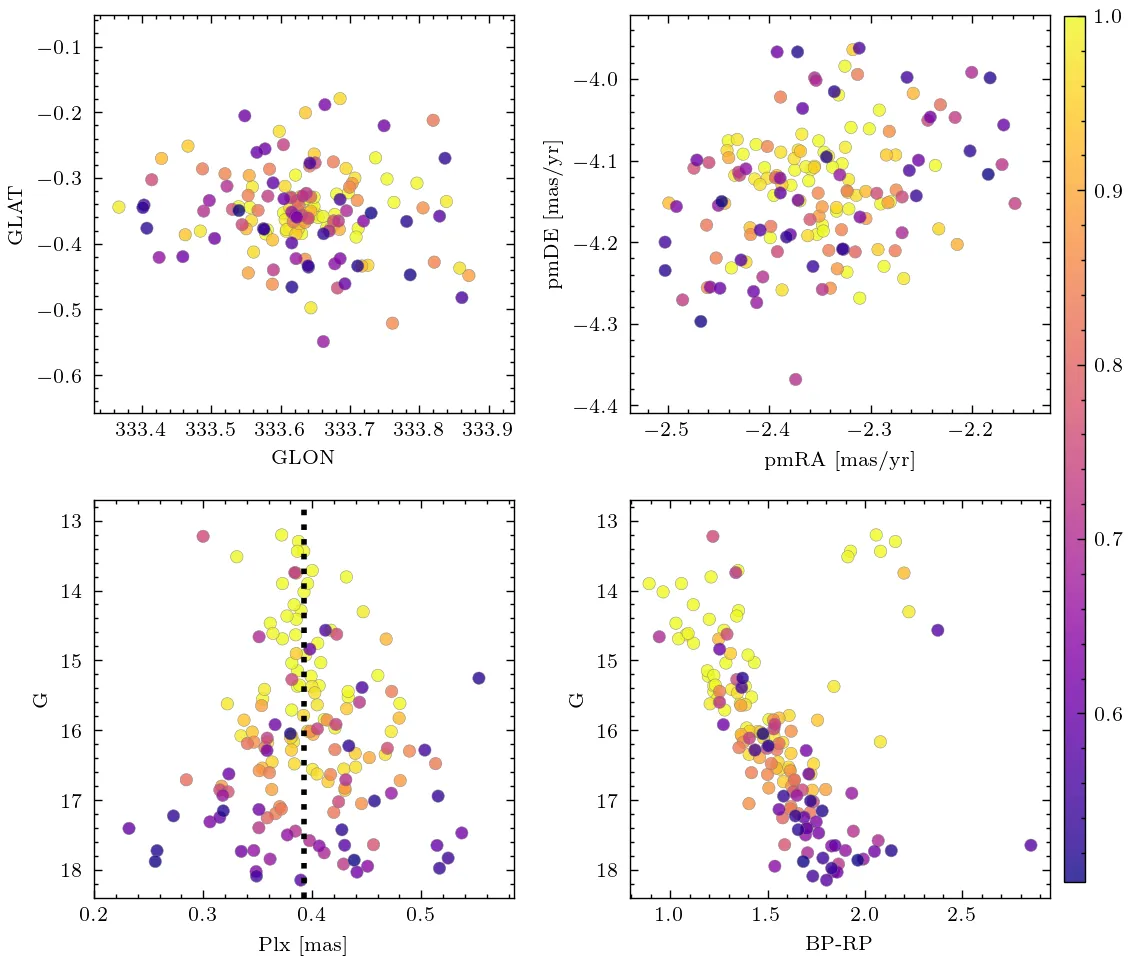 −0.1
−0.2
−0.3
−0.4
−0.5
−0.6
GLAT
333.4 333.5 333.6 333.7 333.8 333.9
GLON
−4.0
−4.1
−4.2
−4.3
−4.4
pmDE [mas/yr]
−2.5 −2.4 −2.3 −2.2
pmRA [mas/yr]
1.0
0.9
0.8
0.7
0.6
13
14
15
16
17
18
G
0.2 0.3 0.4 0.5
Plx [mas]
13
14
15
16
17
18
G
1.0 1.5 2.0 2.5
BP-RP